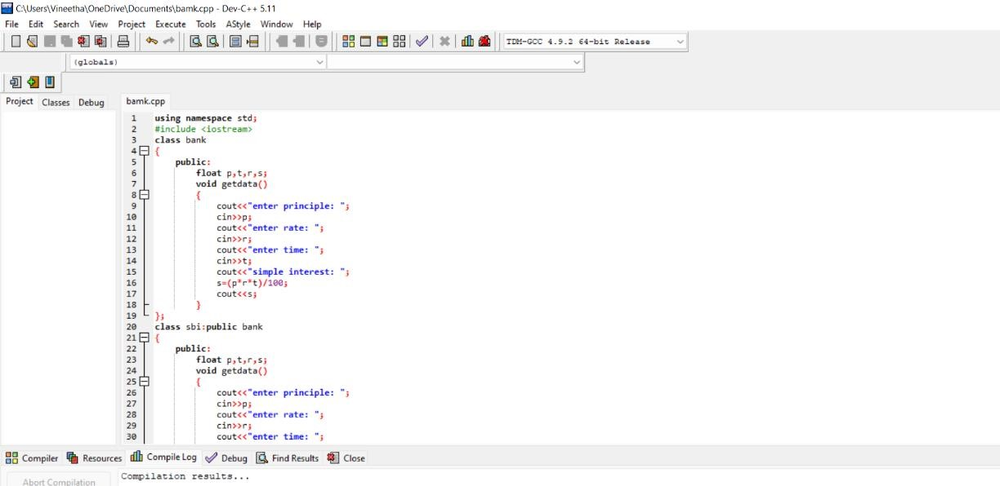 C:\Users\Vineetha\OneDrive\Documents\bamk.cpp - Dev-C++ 5.11
File Edit Search View Project Execute Tools AStyle Window Help
TDM-GCC 4.9.2 64-bit Release
(globals)
Project Classes Debug
bamk.cpp
1 using namespace std;
2 #include <iostream>
3 class bank
4 {
5 public:
6 float p,t,r,s;
7 void getdata()
8 {
9 cout<<"enter principle: ";
10 cin>>p;
11 cout<<"enter rate: ";
12 cin>>r;
13 cout<<"enter time: ";
14 cin>>t;
15 cout<<"simple interest: ";
16 s=(p*r*t)/100;
17 cout<<s;
18 }
19 };
20 class sbi:public bank
21 {
22 public:
23 float p,t,r,s;
24 void getdata()
25 {
26 cout<<"enter principle: ";
27 cin>>p;
28 cout<<"enter rate: ";
29 cin>>r;
30 cout<<"enter time: ";
Compiler Resources Compile Log Debug Find Results Close
Abort Compilation Compilation results...